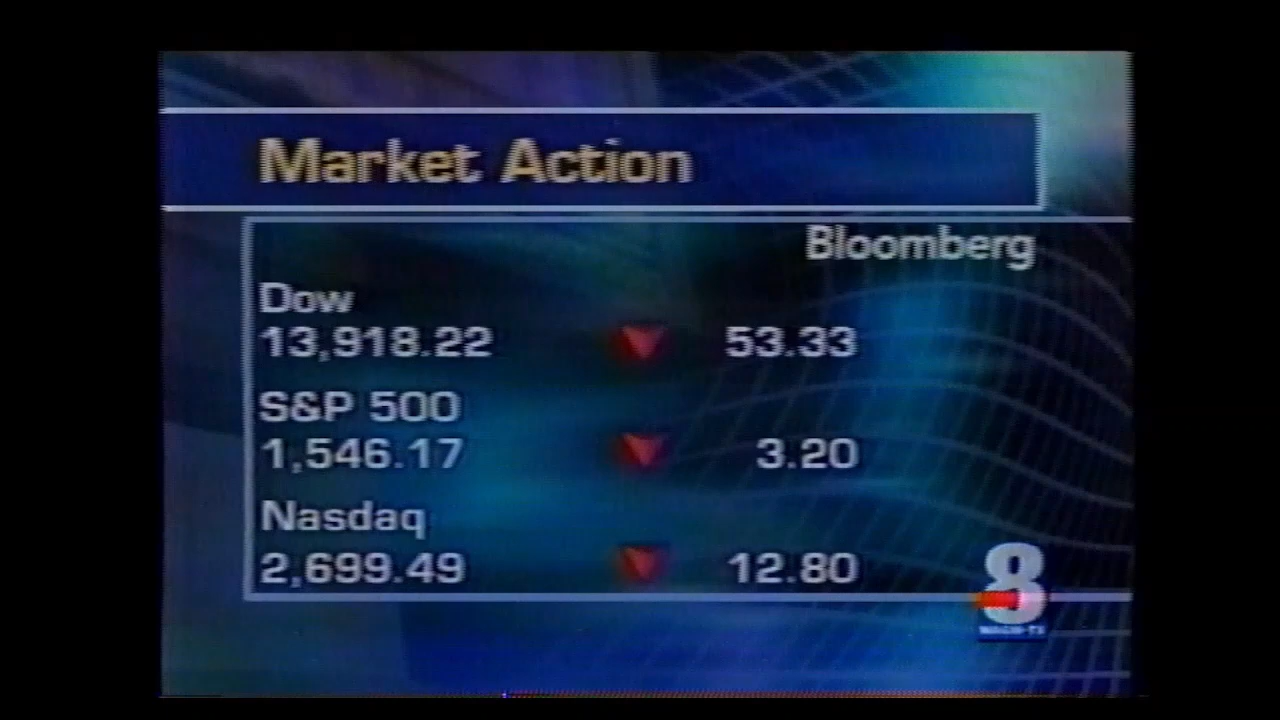 Market Action
Bloomberg
Dow
13,918.22 ▼ 53.33
S&P 500
1,546.17 ▼ 3.20
Nasdaq
2,699.49 ▼ 12.80
8